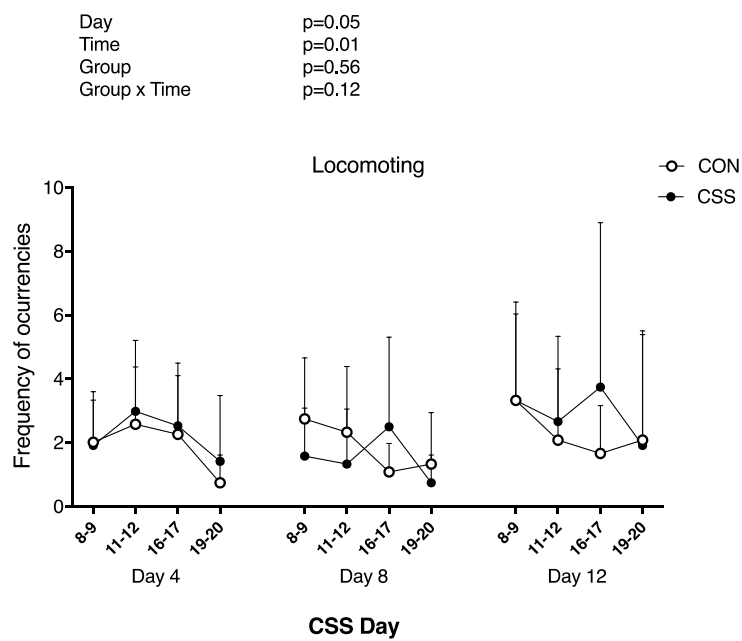 Day p=0.05
Time p=0.01
Group p=0.56
Group x Time p=0.12
Locomoting
CON
CSS
Frequency of ocurrencies
10
8
6
4
2
0
8-9 11-12 16-17 19-20 8-9 11-12 16-17 19-20 8-9 11-12 16-17 19-20
Day 4 Day 8 Day 12
CSS Day